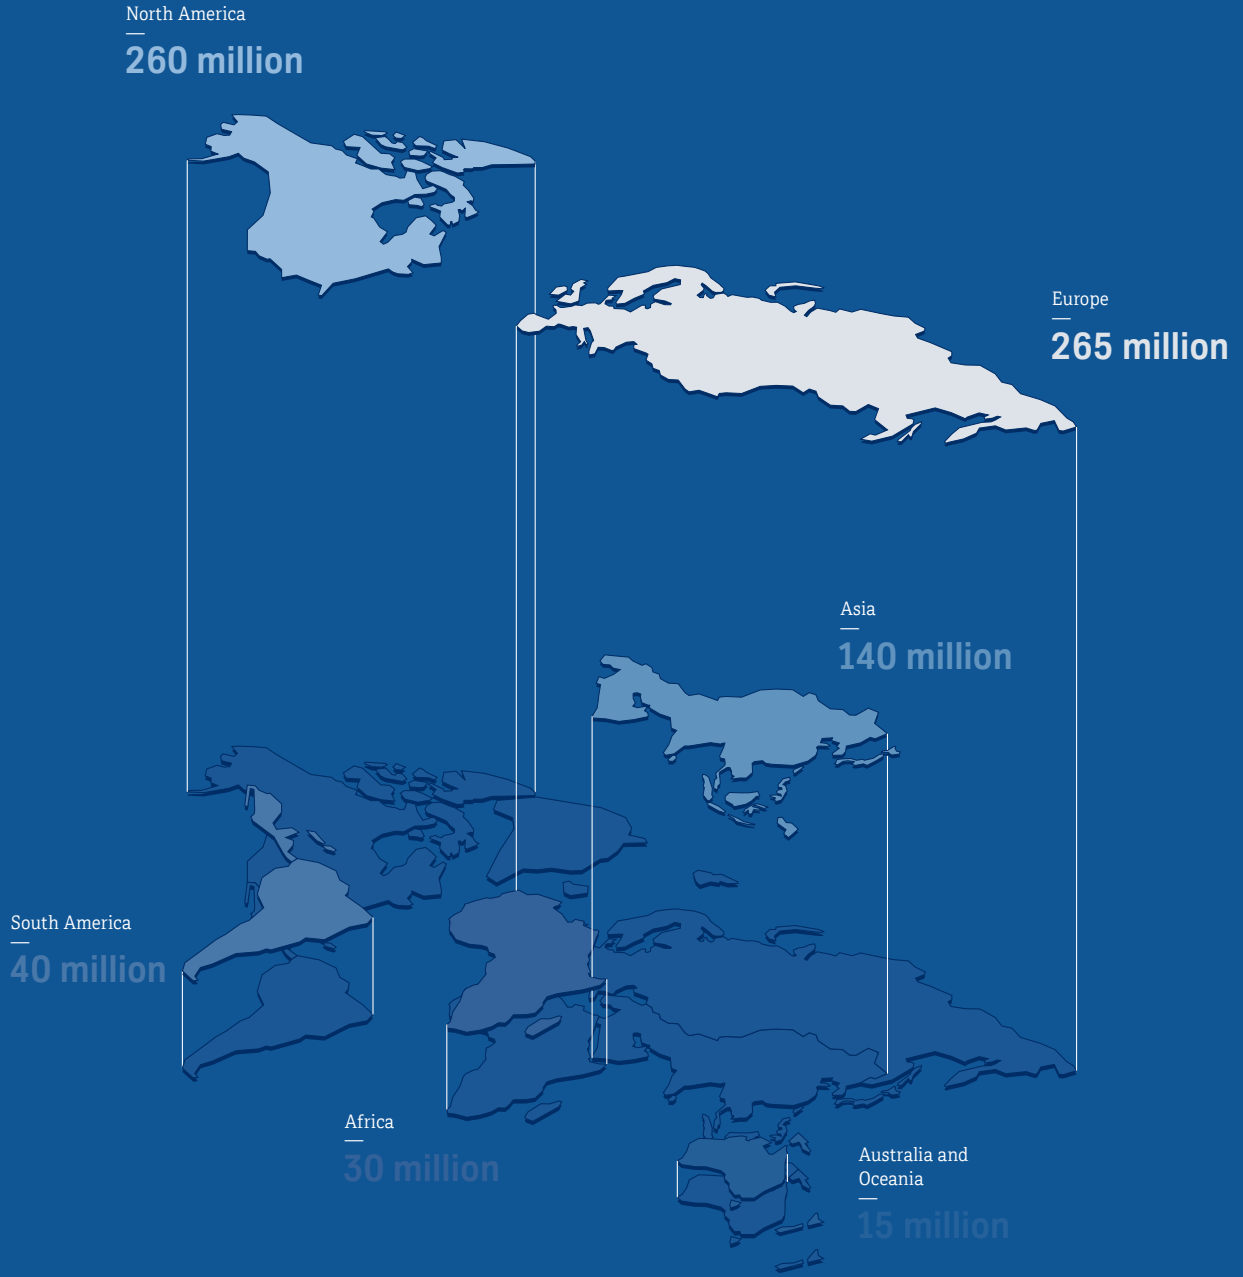 North America
260 million
Europe
265 million
Asia
140 million
South America
40 million
Africa
30 million
Australia and
Oceania
15 million